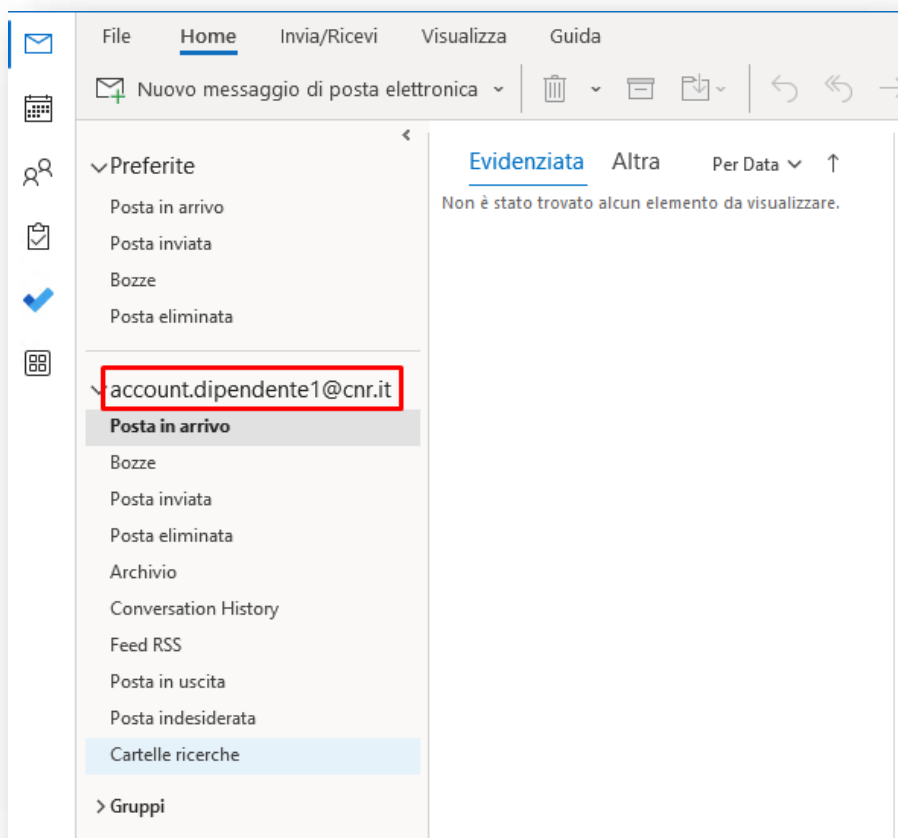 File Home Invia/Ricevi Visualizza Guida
Nuovo messaggio di posta elettronica
Preferite
Posta in arrivo
Posta inviata
Bozze
Posta eliminata
account.dipendente1@cnr.it
Posta in arrivo
Bozze
Posta inviata
Posta eliminata
Archivio
Conversation History
Feed RSS
Posta in uscita
Posta indesiderata
Cartelle ricerche
Gruppi
Evidenziata Altra Per Data
Non è stato trovato alcun elemento da visualizzare.